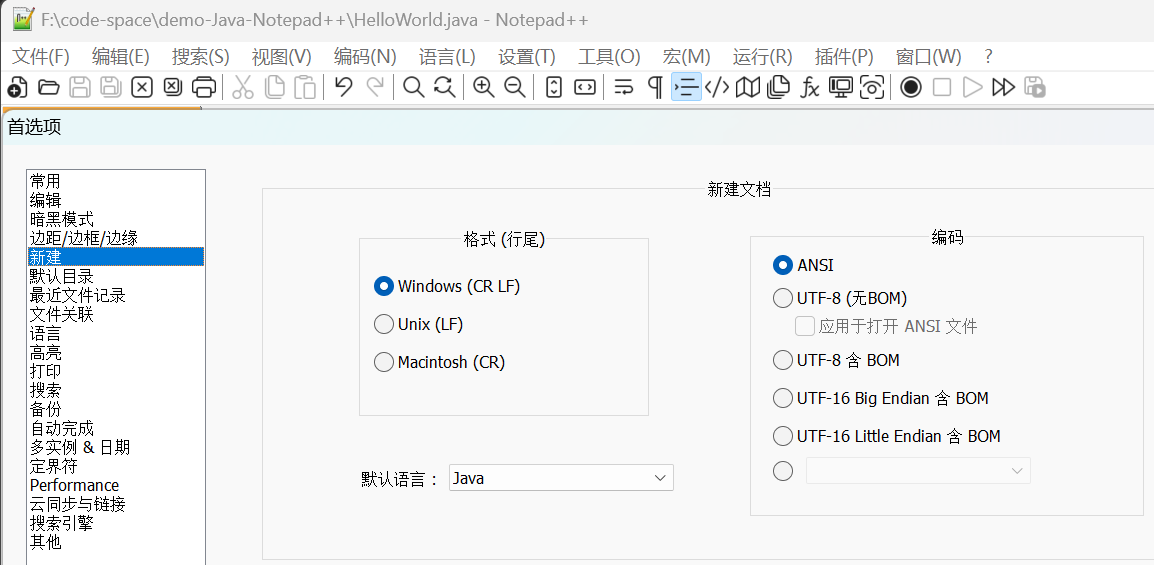 F:\code-space\demo-Java-Notepad++\HelloWorld.java - Notepad++
文件(F) 编辑(E) 搜索(S) 视图(V) 编码(N) 语言(L) 设置(T) 工具(O) 宏(M) 运行(R) 插件(P) 窗口(W) ?
首选项
常用
编辑
暗黑模式
边距/边框/边缘
新建
默认目录
最近文件记录
文件关联
语言
高亮
打印
搜索
备份
自动完成
多实例 & 日期
定界符
Performance
云同步与链接
搜索引擎
其他
新建文档
格式 (行尾)
Windows (CR LF)
Unix (LF)
Macintosh (CR)
默认语言： Java
编码
ANSI
UTF-8 (无BOM)
应用于打开 ANSI 文件
UTF-8 含 BOM
UTF-16 Big Endian 含 BOM
UTF-16 Little Endian 含 BOM